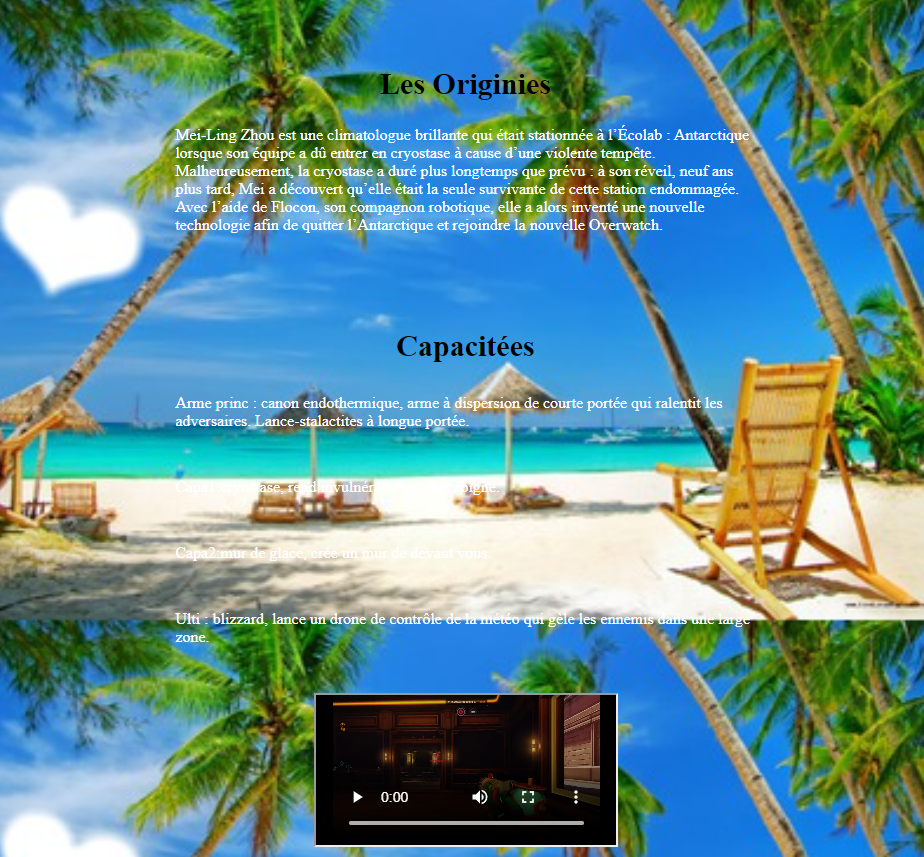 Les Originies
Mei-Ling Zhou est une climatologue brillante qui était stationnée à l’Écolab : Antarctique
lorsque son équipe a dû entrer en cryostase à cause d’une violente tempête.
Malheureusement, la cryostase a duré plus longtemps que prévu : à son réveil, neuf ans
plus tard, Mei a découvert qu’elle était la seule survivante de cette station endommagée.
Avec l’aide de Flocon, son compagnon robotique, elle a alors inventé une nouvelle
technologie afin de quitter l’Antarctique et rejoindre la nouvelle Overwatch.
Capacitées
Arme princ : canon endothermique, arme à dispersion de courte portée qui ralentit les
adversaires. Lance-stalactites à longue portée.
Capa2:mur de glace, crée un mur de devant vous.
Ulti : blizzard, lance un drone de contrôle de la météo qui gèle les ennemis dans une large
zone.
0:00